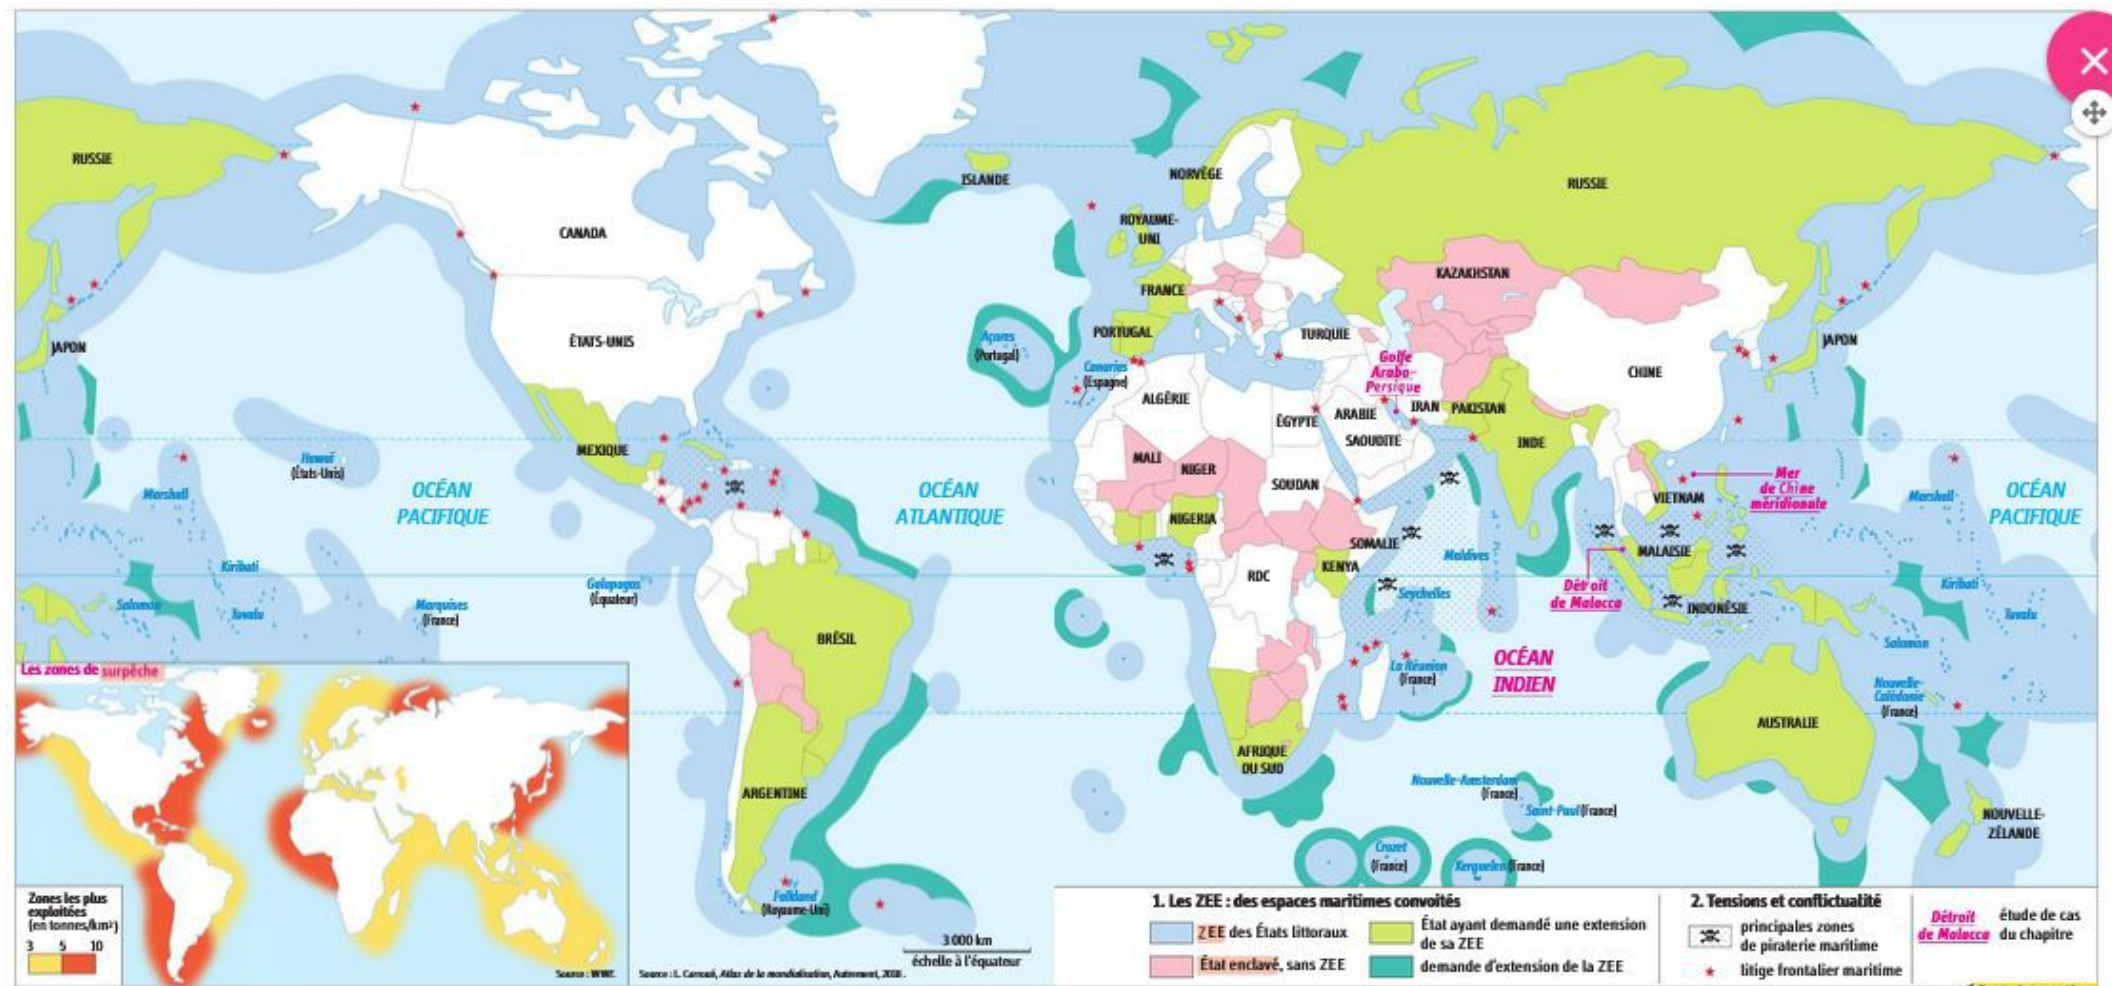 RUSSIE
CANADA
ÉTATS-UNIS
JAPON
MEXIQUE
Hawaï
(États-Unis)
Marshall
OCÉAN
PACIFIQUE
Kiribati
Salomon
Tuvalu
Marquises
(France)
Galapagos
(Équateur)
BRÉSIL
ARGENTINE
Falkland
(Royaume-Uni)
OCÉAN
ATLANTIQUE
ISLANDE
NORVÈGE
ROYAUME-
UNI
FRANCE
PORTUGAL
Açores
(Portugal)
Canaries
(Espagne)
RUSSIE
KAZAKHSTAN
TURQUIE
Golfe
Arabo-
Persique
ALGÉRIE
ÉGYPTE
ARABIE
SAOUDITE
IRAN
PAKISTAN
INDE
CHINE
JAPON
MALI
NIGER
SOUDAN
NIGERIA
SOMALIE
KENYA
RDC
Maldives
Seychelles
VIETNAM
Mer
de Chine
méridionale
MALAISIE
Détroit
de Malacca
INDONÉSIE
Marshall
OCÉAN
PACIFIQUE
Kiribati
Tuvalu
Salomon
OCÉAN
INDIEN
La Réunion
(France)
Nouvelle-
Calédonie
(France)
AUSTRALIE
AFRIQUE
DU SUD
Nouvelle-Amsterdam
(France)
Saint-Paul (France)
Crozet
(France)
Kerguelen (France)
NOUVELLE-
ZÉLANDE
Les zones de surpêche
Zones les plus
exploitées
(en tonnes/km²)
3 5 10
Source : WWF.
Source : L. Carroué, Atlas de la mondialisation, Autrement, 2018.
3 000 km
échelle à l'équateur
1. Les ZEE : des espaces maritimes convoités
ZEE des États littoraux
État enclavé, sans ZEE
État ayant demandé une extension
de sa ZEE
demande d'extension de la ZEE
2. Tensions et conflictualité
principales zones
de piraterie maritime
litige frontalier maritime
Détroit
de Malacca
étude de cas
du chapitre